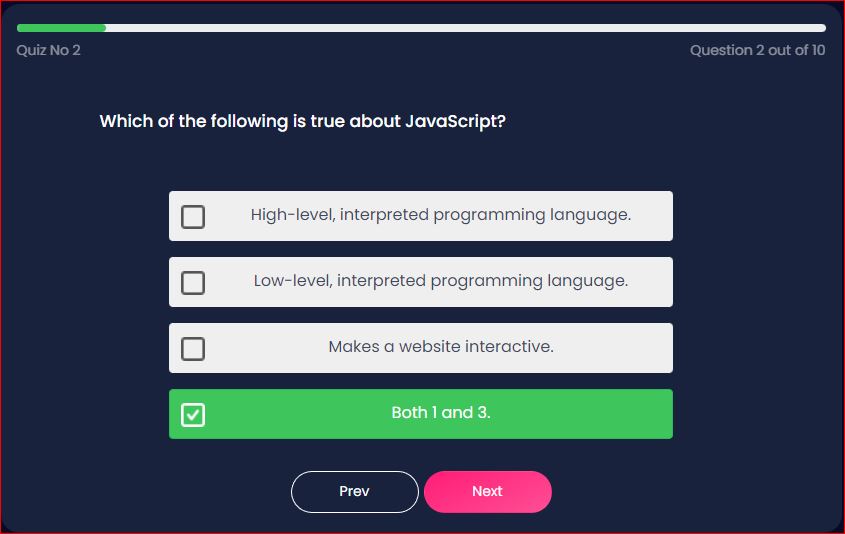 Quiz No 2
Question 2 out of 10
Which of the following is true about JavaScript?
High-level, interpreted programming language.
Low-level, interpreted programming language.
Makes a website interactive.
Both 1 and 3.
Prev
Next